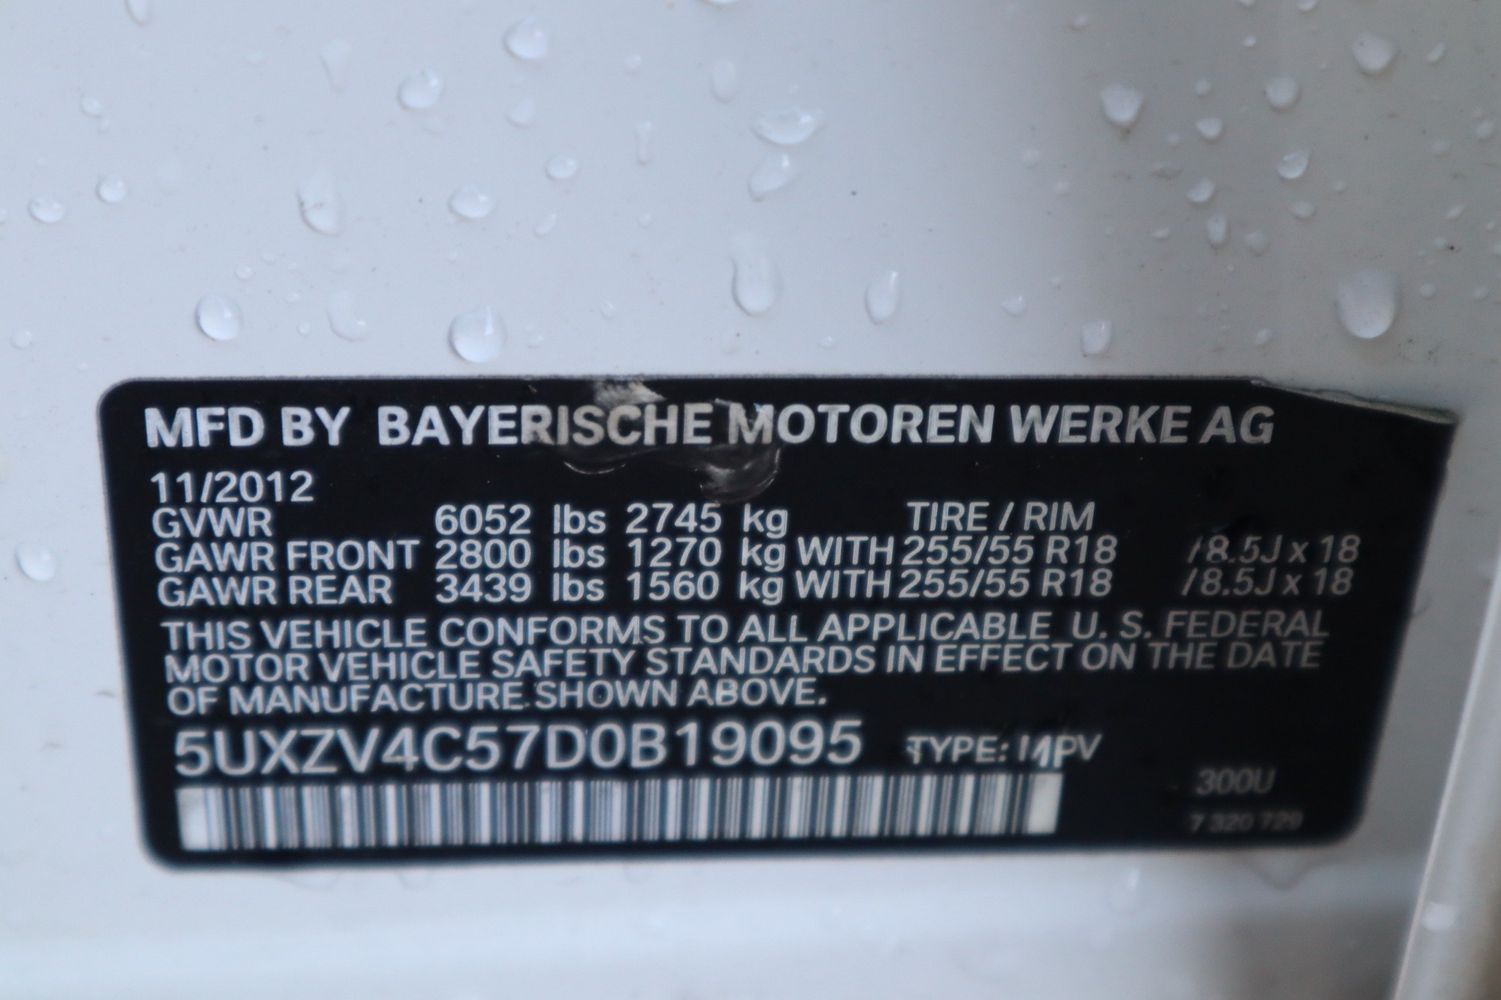 MFD BY BAYERISCHE MOTOREN WERKE AG
11/2012
GVWR 6052 lbs 2745 kg TIRE / RIM
GAWR FRONT 2800 lbs 1270 kg WITH 255/55 R18 /8.5J x 18
GAWR REAR 3439 lbs 1560 kg WITH 255/55 R18 /8.5J x 18
THIS VEHICLE CONFORMS TO ALL APPLICABLE U. S. FEDERAL
MOTOR VEHICLE SAFETY STANDARDS IN EFFECT ON THE DATE
OF MANUFACTURE SHOWN ABOVE.
5UXZV4C57D0B19095 TYPE: MPV
300U
7 320 729